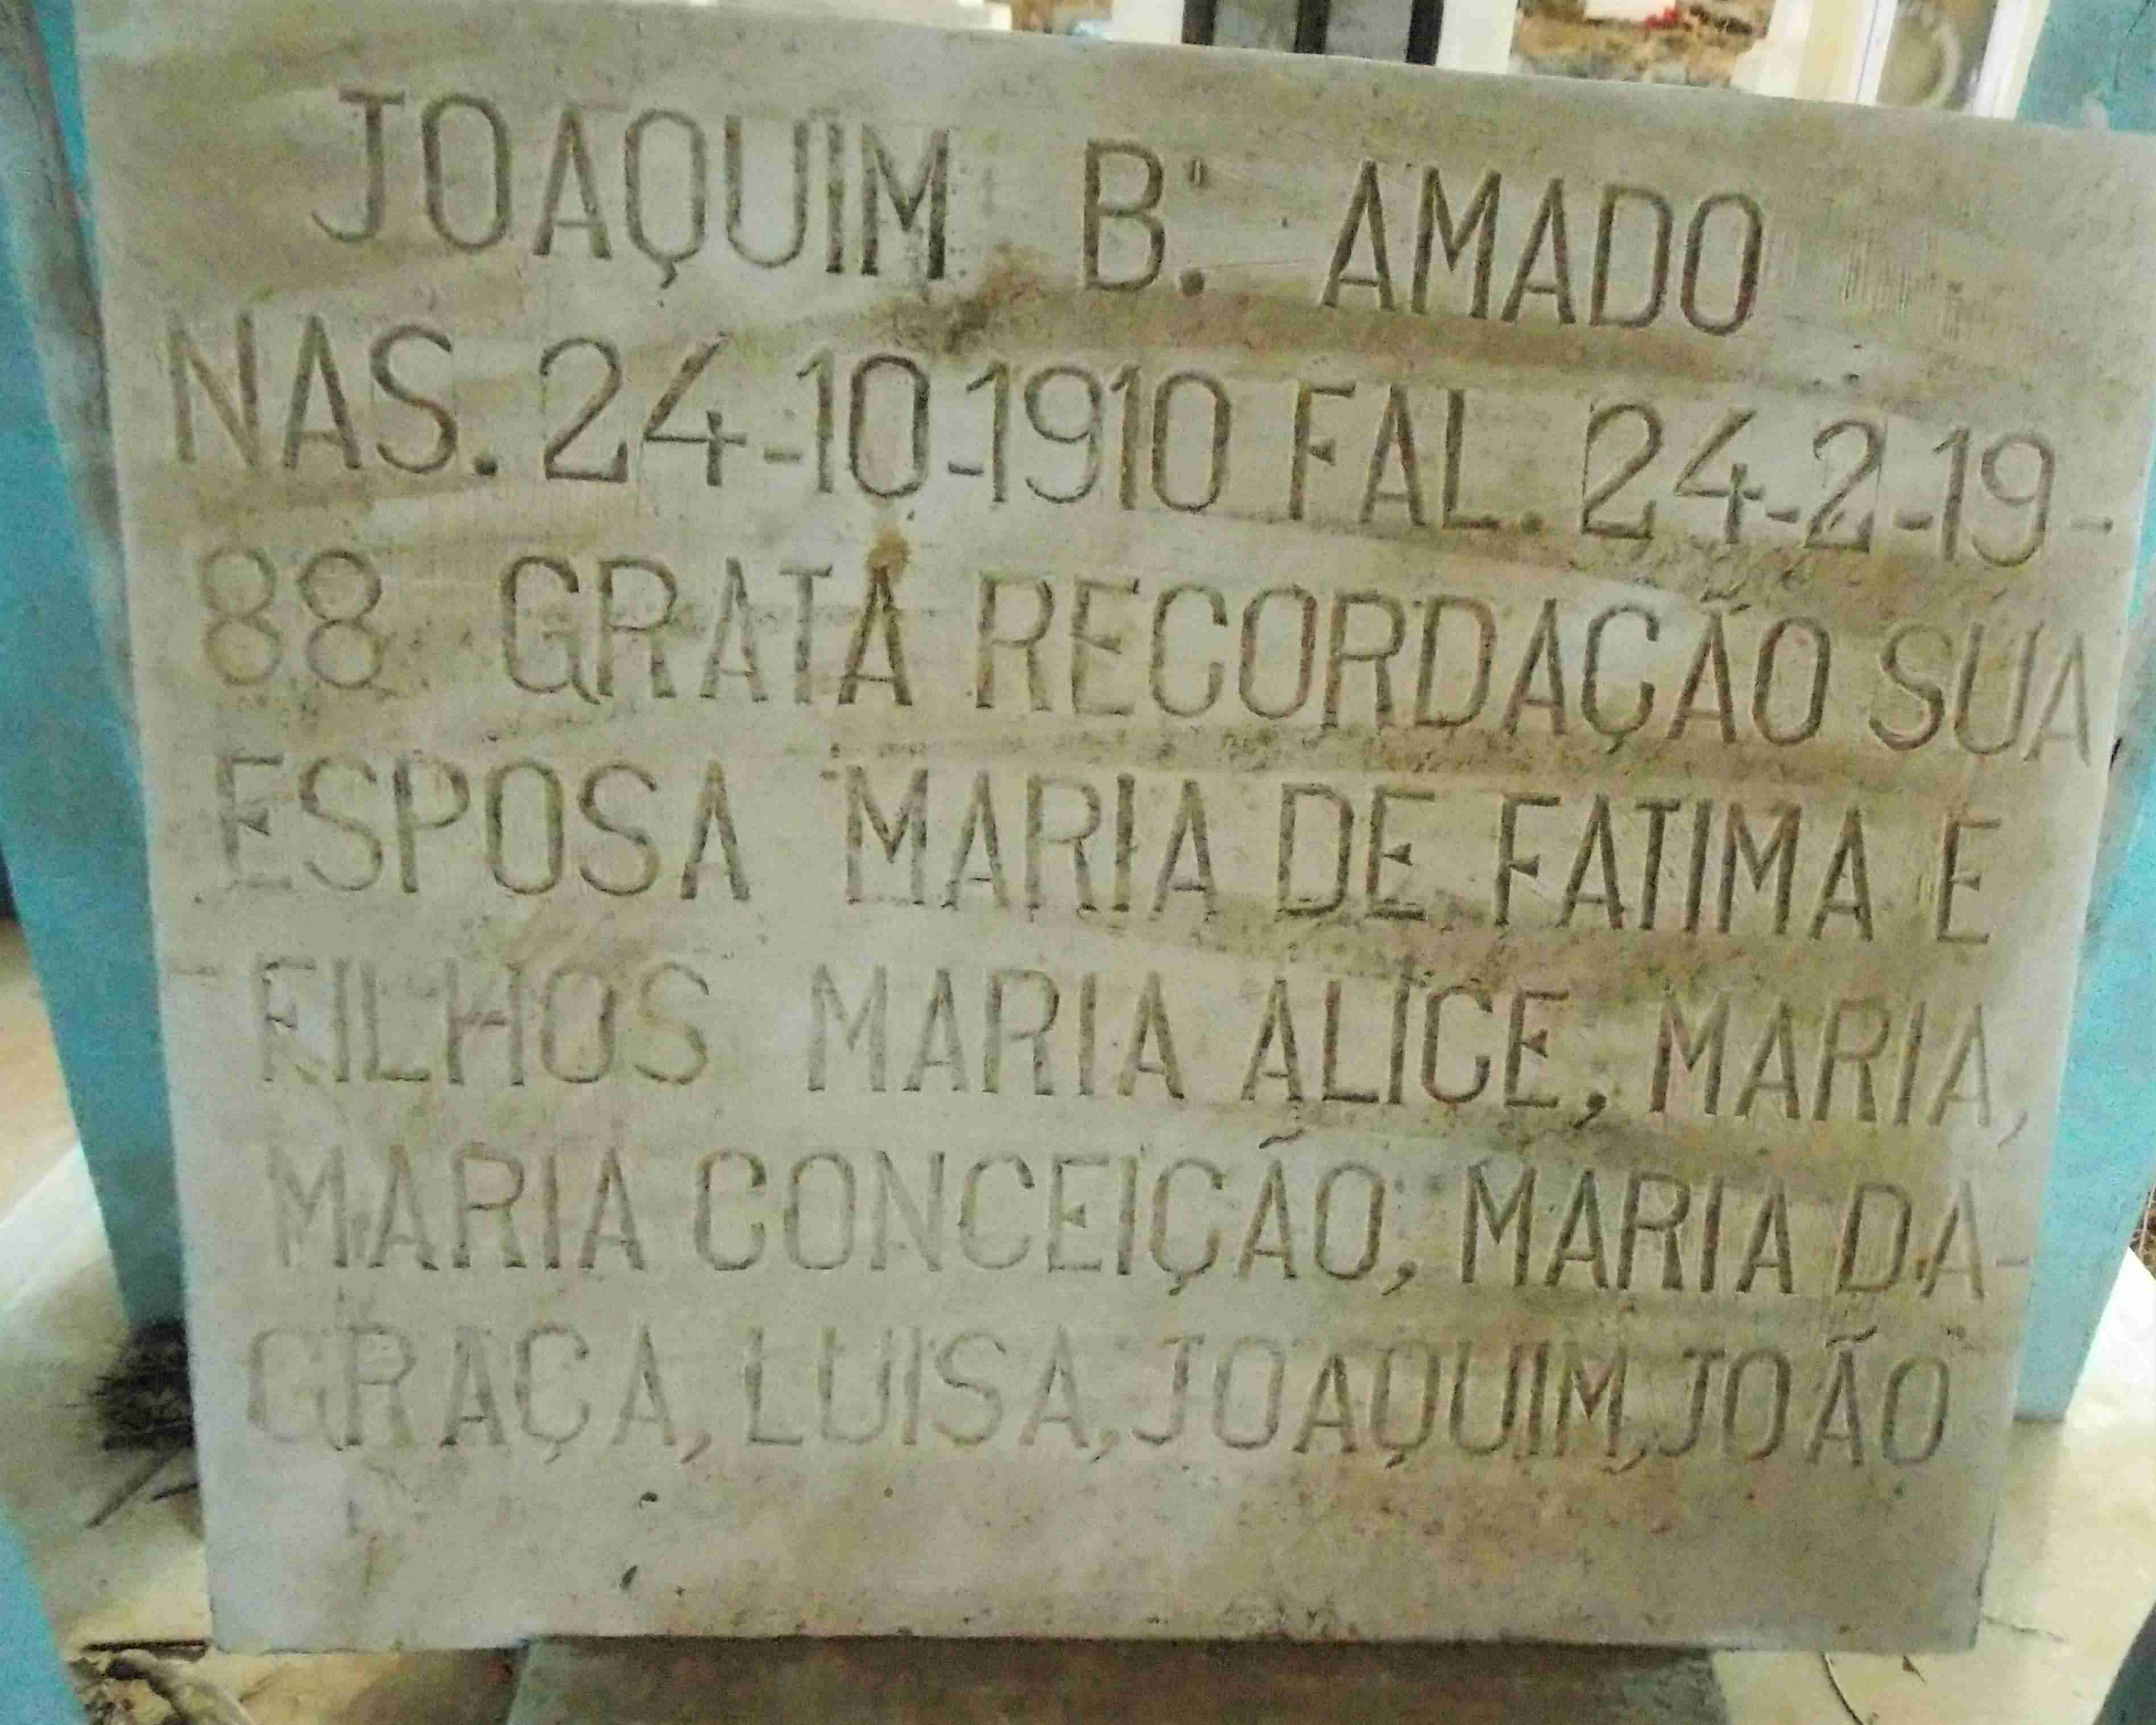 JOAQUIM B. AMADO
NAS. 24-10-1910 FAL. 24-2-19-
88 GRATA RECORDAÇÃO SUA
ESPOSA MARIA DE FATIMA E
FILHOS MARIA ALICE, MARIA,
MARIA CONCEIÇÃO, MARIA DA-
GRAÇA, LUISA, JOAQUIM, JOÃO